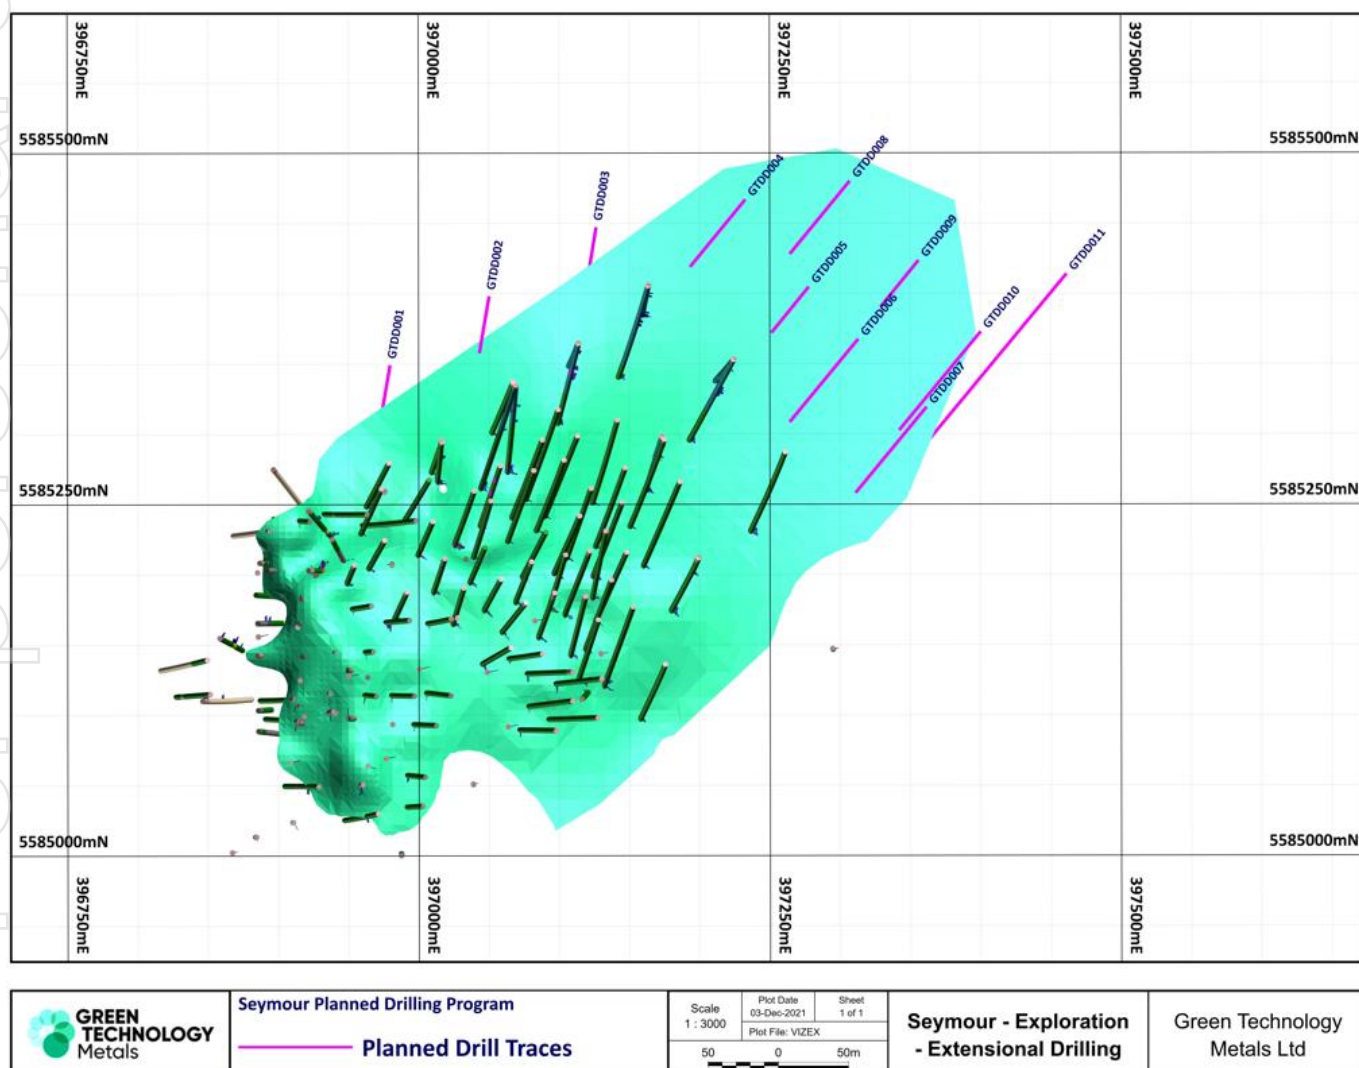 396750mE
397000mE
397250mE
397500mE
5585500mN
5585500mN
GTDD008
GTDD004
GTDD003
GTDD009
GTDD011
GTDD002
GTDD005
GTDD010
GTDD006
GTDD001
GTDD007
5585250mN
5585250mN
5585000mN
5585000mN
396750mE
397000mE
397250mE
397500mE
GREEN
TECHNOLOGY
Metals
Seymour Planned Drilling Program
Planned Drill Traces
Scale
1 : 3000
Plot Date
03-Dec-2021
Sheet
1 of 1
Plot File: VIZEX
50 0 50m
Seymour - Exploration
- Extensional Drilling
Green Technology
Metals Ltd